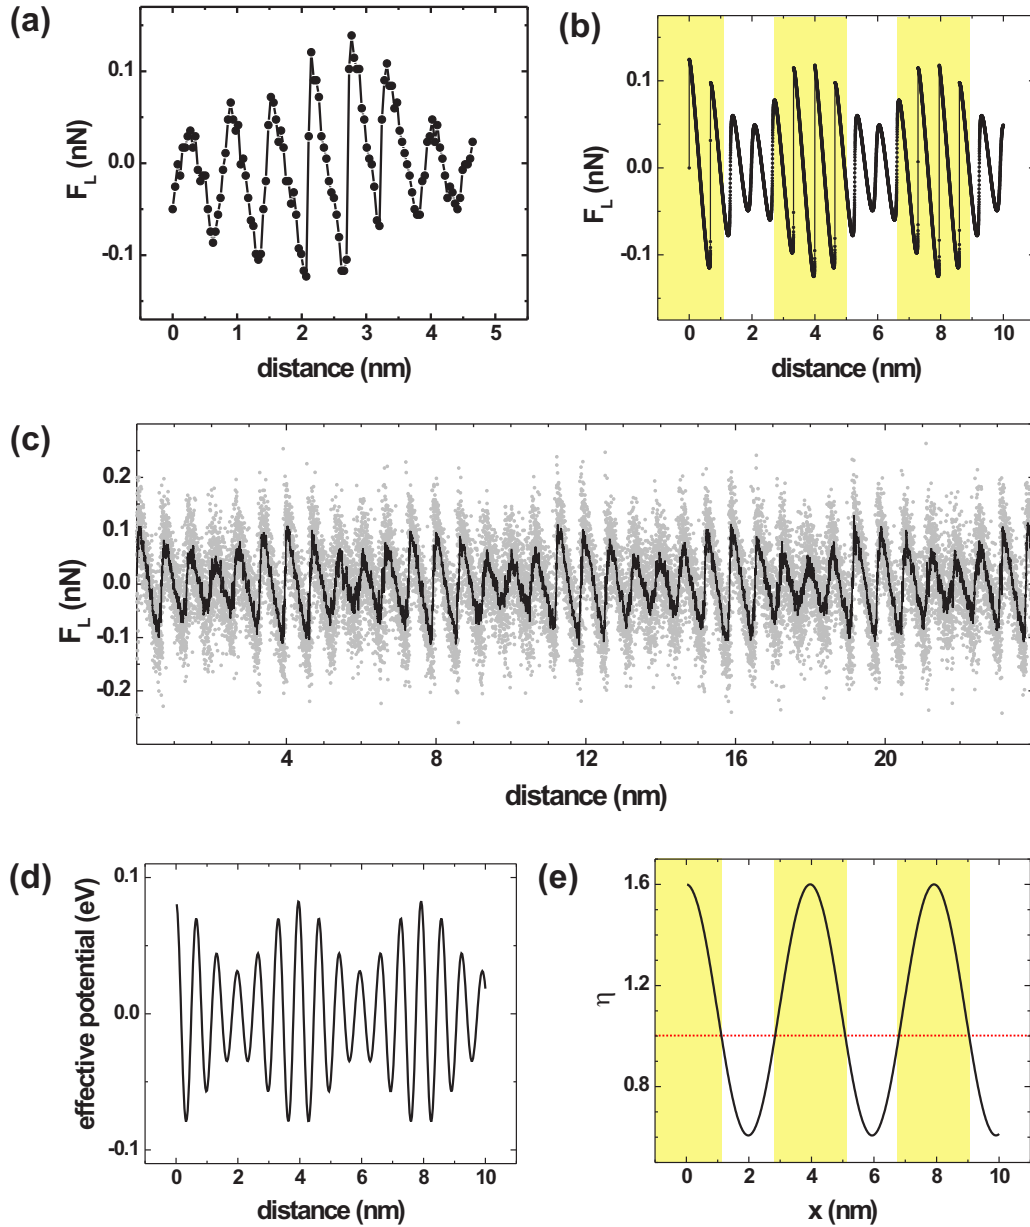 (a)
0.1
0.0
-0.1
F_L (nN)
0 1 2 3 4 5
distance (nm)
(b)
0.1
0.0
-0.1
F_L (nN)
0 2 4 6 8 10
distance (nm)
(c)
0.2
0.1
0.0
-0.1
-0.2
F_L (nN)
4 8 12 16 20
distance (nm)
(d)
0.1
0.0
-0.1
effective potential (eV)
0 2 4 6 8 10
distance (nm)
(e)
1.6
1.2
0.8
η
0 2 4 6 8 10
x (nm)